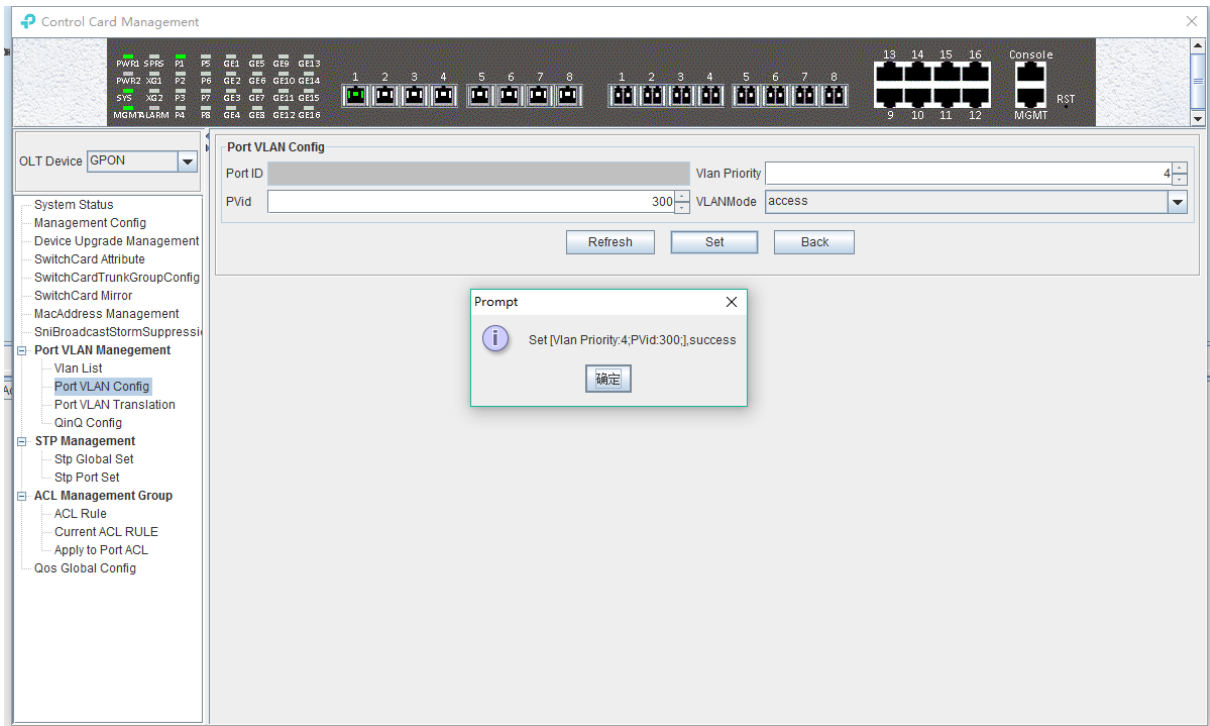 Control Card Management
PWR1 SPRS P1 P5 GE1 GE5 GE9 GE13
PWR2 XG1 P2 P6 GE2 GE6 GE10 GE14
SYS XG2 P3 P7 GE3 GE7 GE11 GE15
MGMT ALARM P4 P8 GE4 GE8 GE12 GE16
1 2 3 4 5 6 7 8 1 2 3 4 5 6 7 8
13 14 15 16 Console
RST
9 10 11 12 MGMT
OLT Device GPON
System Status
Management Config
Device Upgrade Management
SwitchCard Attribute
SwitchCardTrunkGroupConfig
SwitchCard Mirror
MacAddress Management
SniBroadcastStormSuppressi
Port VLAN Manegement
Vlan List
Port VLAN Config
Port VLAN Translation
QinQ Config
STP Management
Stp Global Set
Stp Port Set
ACL Management Group
ACL Rule
Current ACL RULE
Apply to Port ACL
Qos Global Config
Port VLAN Config
Port ID Vlan Priority 4
PVid 300 VLANMode access
Refresh Set Back
Prompt
Set [Vlan Priority:4;PVid:300;],success
确定